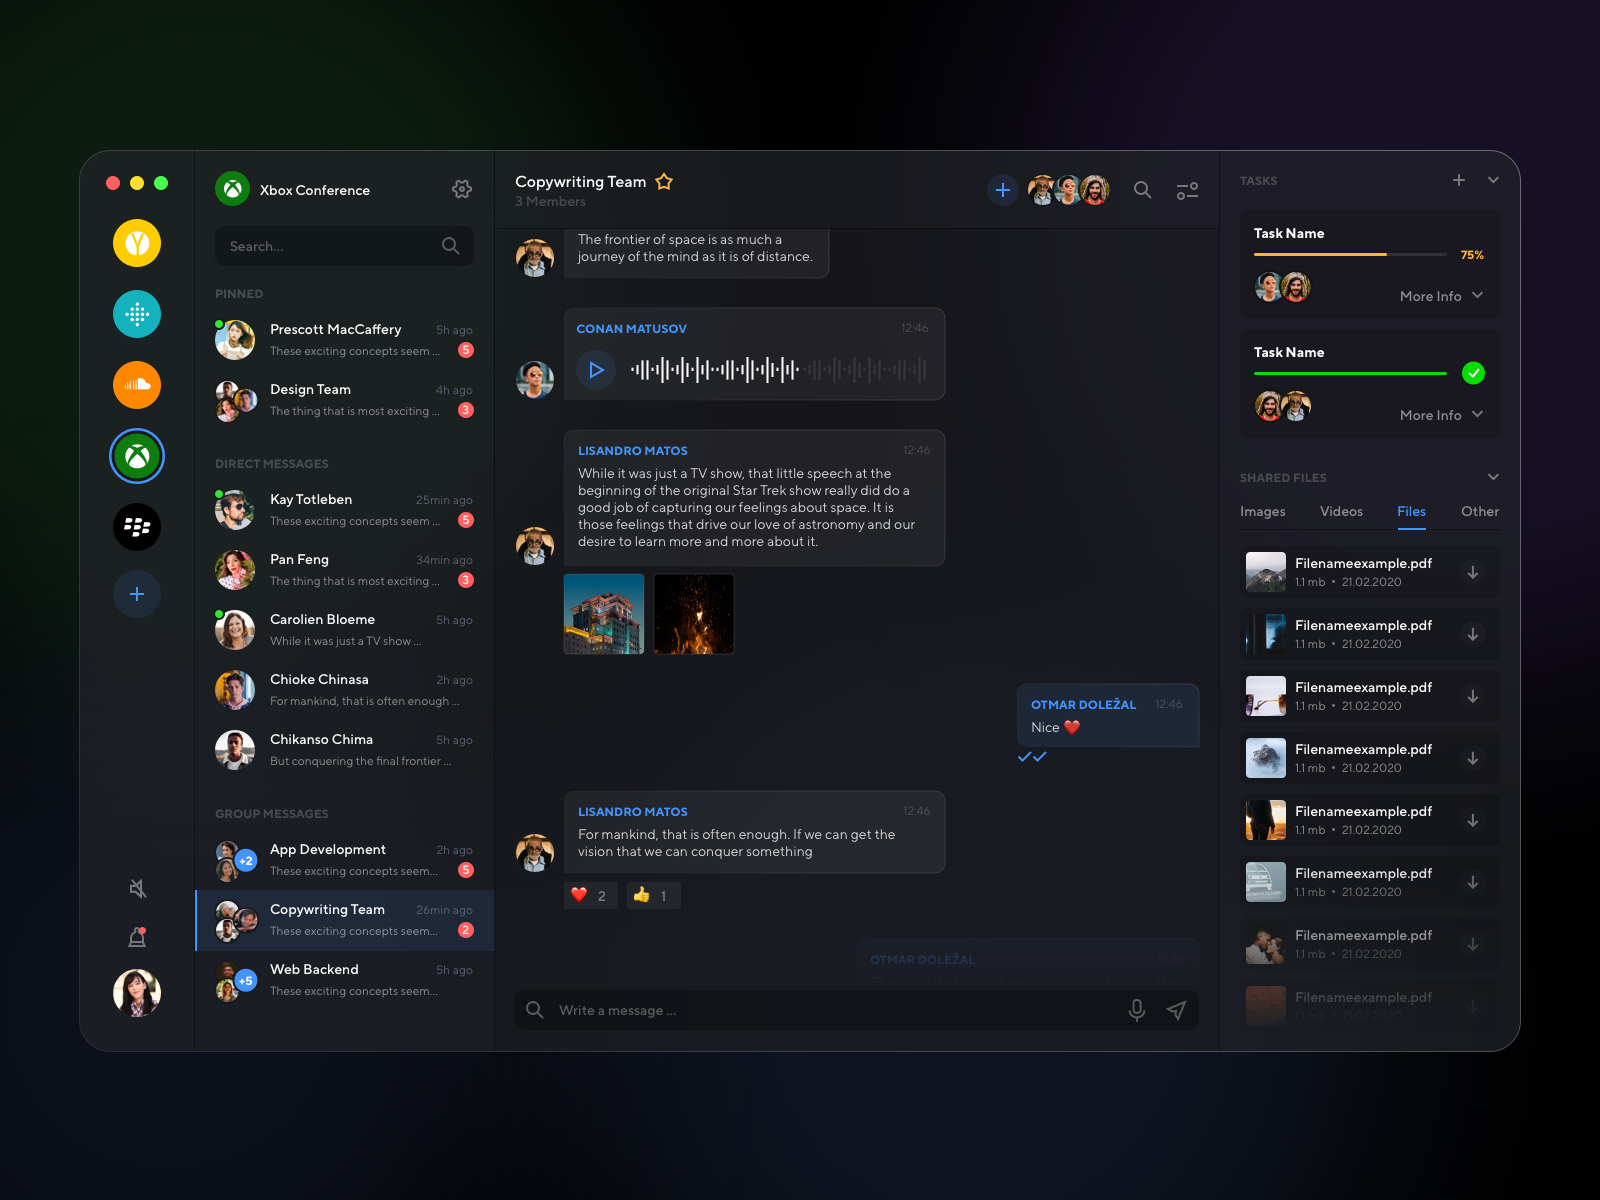 Xbox Conference
Search...
PINNED
Prescott MacCaffery
5h ago
These exciting concepts seem ...
5
Design Team
4h ago
The thing that is most exciting ...
3
DIRECT MESSAGES
Kay Totleben
25min ago
These exciting concepts seem ...
5
Pan Feng
34min ago
The thing that is most exciting ...
3
Carolien Bloeme
5h ago
While it was just a TV show ...
Chioke Chinasa
2h ago
For mankind, that is often enough ...
Chikanso Chima
5h ago
But conquering the final frontier ...
GROUP MESSAGES
App Development
2h ago
+2
These exciting concepts seem...
5
Copywriting Team
26min ago
These exciting concepts seem...
2
Web Backend
5h ago
+5
These exciting concepts seem...
Copywriting Team
3 Members
The frontier of space is as much a
journey of the mind as it is of distance.
CONAN MATUSOV
12:46
LISANDRO MATOS
12:46
While it was just a TV show, that little speech at the
beginning of the original Star Trek show really did do a
good job of capturing our feelings about space. It is
those feelings that drive our love of astronomy and our
desire to learn more and more about it.
OTMAR DOLEŽAL
12:46
Nice ❤️
LISANDRO MATOS
12:46
For mankind, that is often enough. If we can get the
vision that we can conquer something
❤️ 2
👍 1
OTMAR DOLEŽAL
12:46
Write a message ...
TASKS
Task Name
75%
More Info
Task Name
More Info
SHARED FILES
Images
Videos
Files
Other
Filenameexample.pdf
1.1 mb • 21.02.2020
Filenameexample.pdf
1.1 mb • 21.02.2020
Filenameexample.pdf
1.1 mb • 21.02.2020
Filenameexample.pdf
1.1 mb • 21.02.2020
Filenameexample.pdf
1.1 mb • 21.02.2020
Filenameexample.pdf
1.1 mb • 21.02.2020
Filenameexample.pdf
1.1 mb • 21.02.2020
Filenameexample.pdf
1.1 mb • 21.02.2020